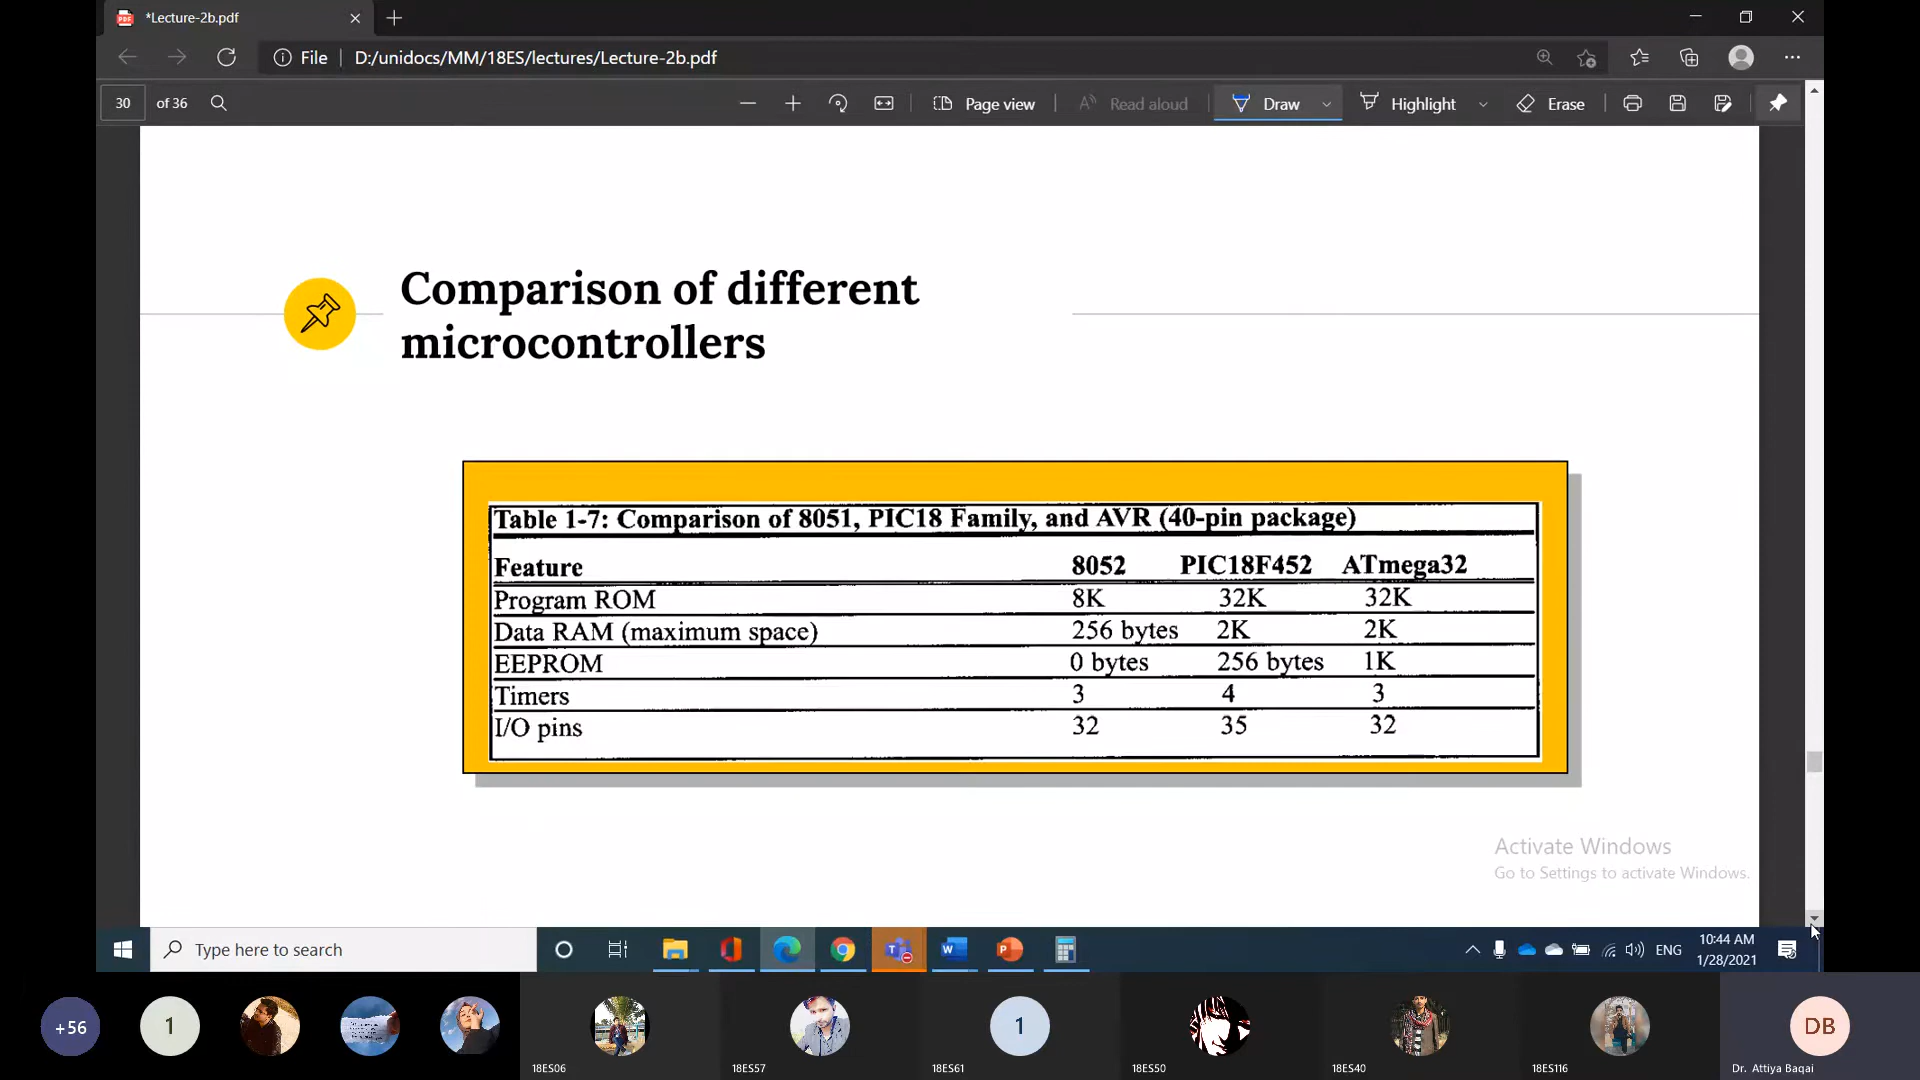 *Lecture-2b.pdf
File
D:/unidocs/MM/18ES/lectures/Lecture-2b.pdf
30 of 36
Page view
Read aloud
Draw
Highlight
Erase
Comparison of different
microcontrollers
Table 1-7: Comparison of 8051, PIC18 Family, and AVR (40-pin package)
Feature 8052 PIC18F452 ATmega32
Program ROM 8K 32K 32K
Data RAM (maximum space) 256 bytes 2K 2K
EEPROM 0 bytes 256 bytes 1K
Timers 3 4 3
I/O pins 32 35 32
Activate Windows
Go to Settings to activate Windows.
Type here to search
ENG
10:44 AM
1/28/2021
+56
1
1
DB
18ES06
18ES57
18ES61
18ES50
18ES40
18ES116
Dr. Attiya Baqai